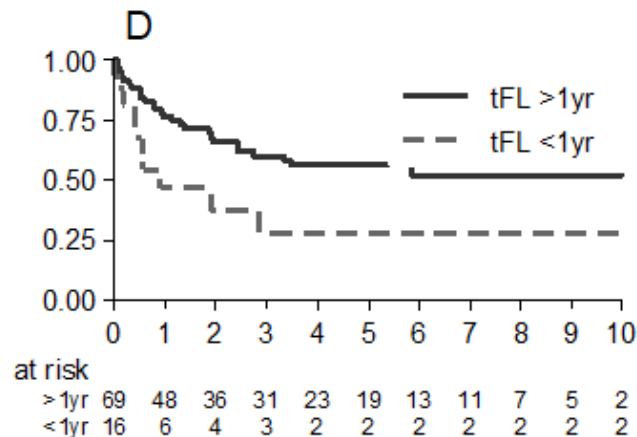 D
1.00
tFL >1yr
0.75
tFL <1yr
0.50
0.25
0.00
0 1 2 3 4 5 6 7 8 9 10
at risk
>1yr 69 48 36 31 23 19 13 11 7 5 2
<1yr 16 6 4 3 2 2 2 2 2 2 2